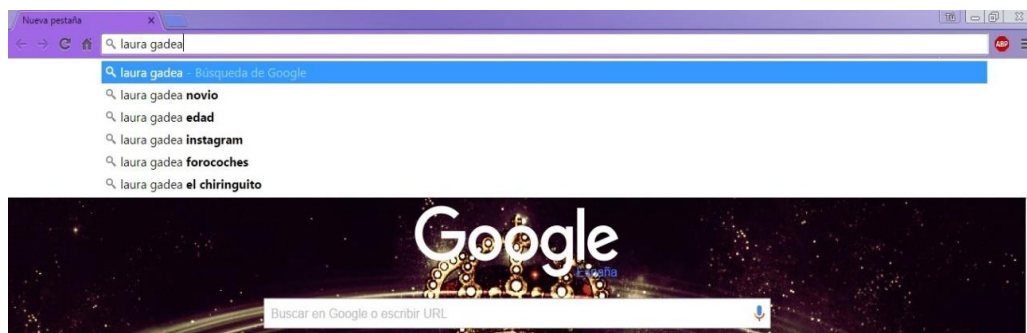 Nueva pestaña
laura gadea
laura gadea - Búsqueda de Google
laura gadea novio
laura gadea edad
laura gadea instagram
laura gadea forocoches
laura gadea el chiringuito
Google
España
Buscar en Google o escribir URL
ABP